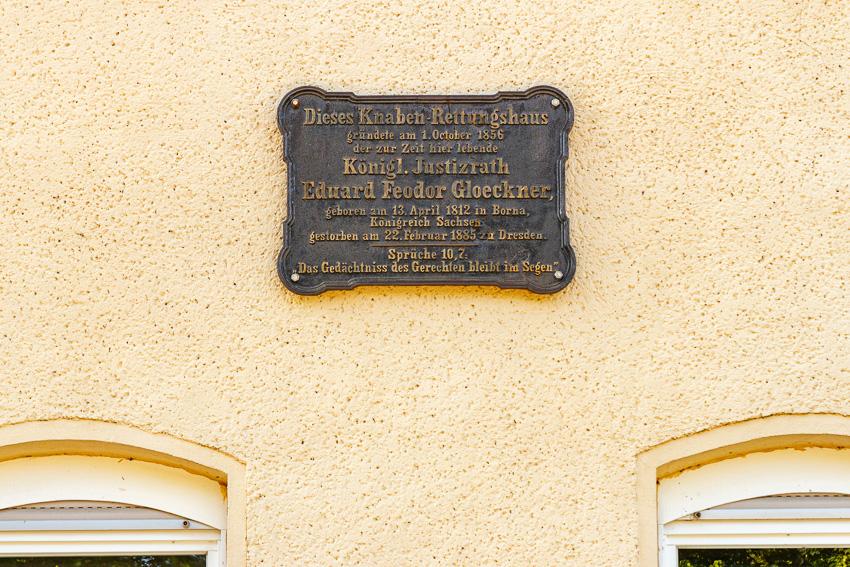 Dieses Knaben-Rettungshaus
gründete am 1. October 1856
der zur Zeit hier lebende
Königl. Justizrath
Eduard Feodor Gloeckner,
geboren am 13. April 1812 in Borna,
Königreich Sachsen
gestorben am 22. Februar 1885 zu Dresden.
Sprüche 10,7:
„Das Gedächtniss des Gerechten bleibt im Segen"